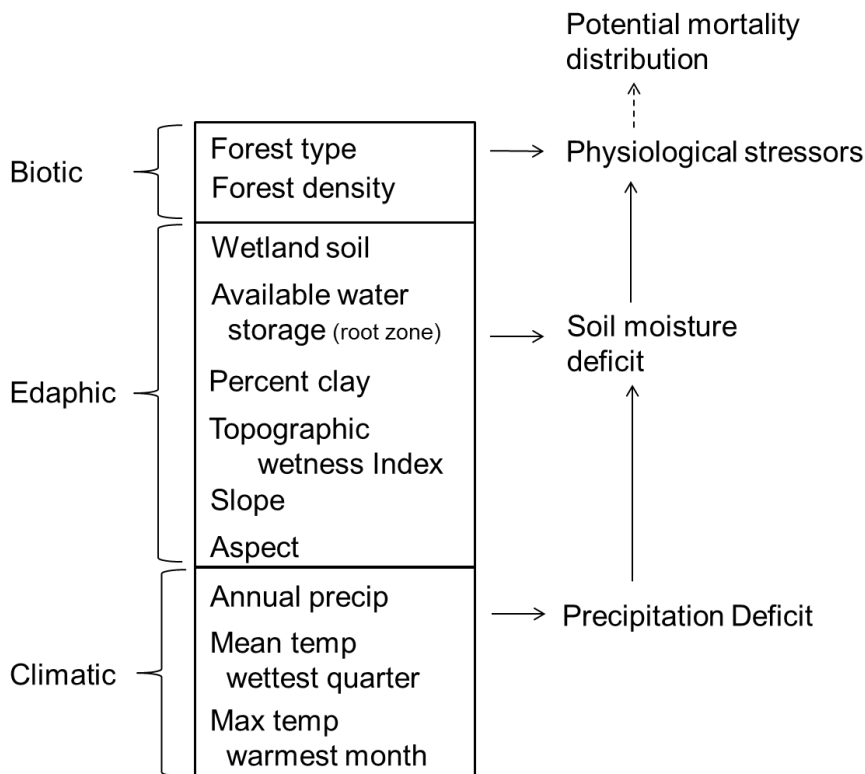 Potential mortality
distribution
Biotic
Forest type
Forest density
Physiological stressors
Edaphic
Wetland soil
Available water
storage (root zone)
Percent clay
Topographic
wetness Index
Slope
Aspect
Soil moisture
deficit
Climatic
Annual precip
Mean temp
wettest quarter
Max temp
warmest month
Precipitation Deficit